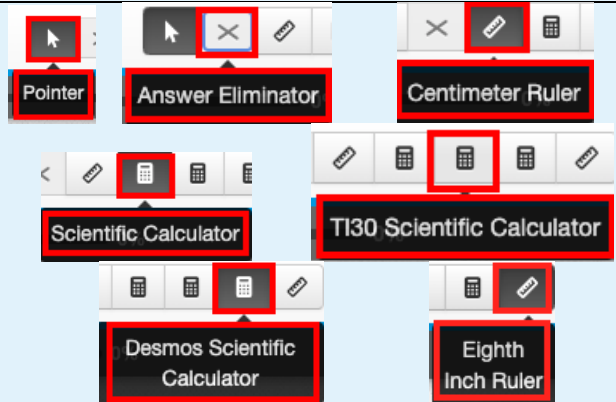 Pointer
Answer Eliminator
Centimeter Ruler
Scientific Calculator
TI30 Scientific Calculator
Desmos Scientific
Calculator
Eighth
Inch Ruler